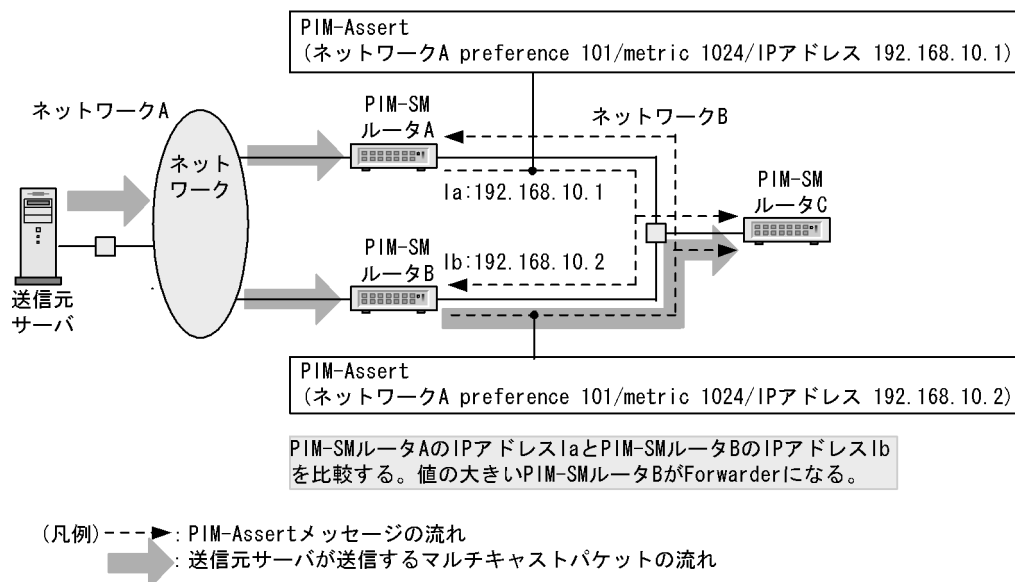 PIM-Assert
(ネットワークA preference 101/metric 1024/IPアドレス 192.168.10.1)
ネットワークA
PIM-SM
ルータA
ネットワークB
ネット
ワーク
Ia:192.168.10.1
PIM-SM
ルータC
PIM-SM
ルータB
Ib:192.168.10.2
送信元
サーバ
PIM-Assert
(ネットワークA preference 101/metric 1024/IPアドレス 192.168.10.2)
PIM-SMルータAのIPアドレスIaとPIM-SMルータBのIPアドレスIb
を比較する。値の大きいPIM-SMルータBがForwarderになる。
(凡例) : PIM-Assertメッセージの流れ
: 送信元サーバが送信するマルチキャストパケットの流れ